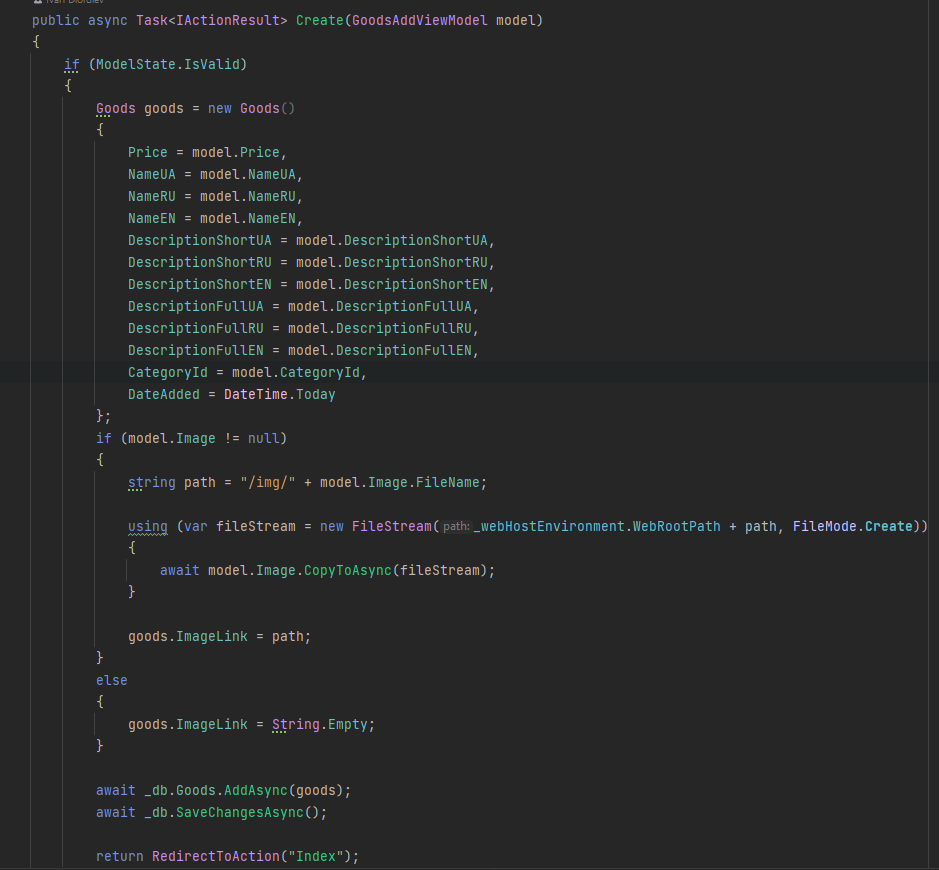 Ivan Diordiev
public async Task<IActionResult> Create(GoodsAddViewModel model)
{
if (ModelState.IsValid)
{
Goods goods = new Goods()
{
Price = model.Price,
NameUA = model.NameUA,
NameRU = model.NameRU,
NameEN = model.NameEN,
DescriptionShortUA = model.DescriptionShortUA,
DescriptionShortRU = model.DescriptionShortRU,
DescriptionShortEN = model.DescriptionShortEN,
DescriptionFullUA = model.DescriptionFullUA,
DescriptionFullRU = model.DescriptionFullRU,
DescriptionFullEN = model.DescriptionFullEN,
CategoryId = model.CategoryId,
DateAdded = DateTime.Today
};
if (model.Image != null)
{
string path = "/img/" + model.Image.FileName;
using (var fileStream = new FileStream(path: _webHostEnvironment.WebRootPath + path, FileMode.Create))
{
await model.Image.CopyToAsync(fileStream);
}
goods.ImageLink = path;
}
else
{
goods.ImageLink = String.Empty;
}
await _db.Goods.AddAsync(goods);
await _db.SaveChangesAsync();
return RedirectToAction("Index");